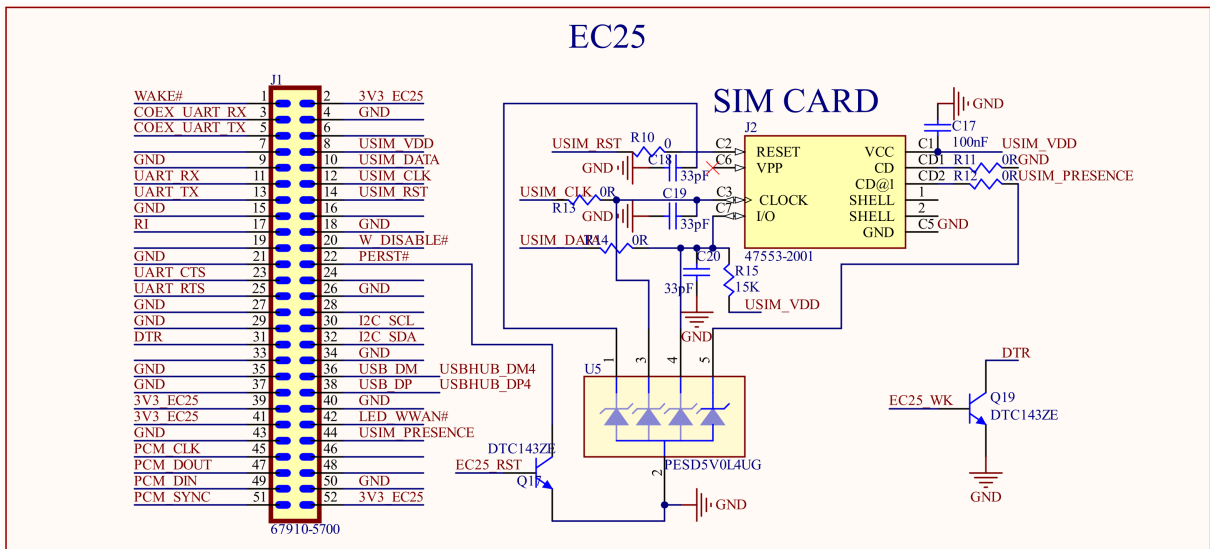 EC25
J1
WAKE# 1 2 3V3_EC25
COEX_UART_RX 3 4 GND
COEX_UART_TX 5 6
7 8 USIM_VDD
GND 9 10 USIM_DATA
UART_RX 11 12 USIM_CLK
UART_TX 13 14 USIM_RST
GND 15 16
RI 17 18 GND
19 20 W_DISABLE#
GND 21 22 PERST#
UART_CTS 23 24
UART_RTS 25 26 GND
GND 27 28
GND 29 30 I2C_SCL
DTR 31 32 I2C_SDA
33 34 GND
GND 35 36 USB_DM USBHUB_DM4
GND 37 38 USB_DP USBHUB_DP4
3V3_EC25 39 40 GND
3V3_EC25 41 42 LED_WWAN#
GND 43 44 USIM_PRESENCE
PCM_CLK 45 46
PCM_DOUT 47 48
PCM_DIN 49 50 GND
PCM_SYNC 51 52 3V3_EC25
67910-5700
SIM CARD
J2
GND
C17
100nF
USIM_RST R10 0 C2 RESET VCC C1 USIM_VDD
GND C18 33pF C6 VPP CD CD1 R11 0R GND
CD@1 CD2 R12 0R USIM_PRESENCE
USIM_CLK R13 0R C3 CLOCK SHELL 1
GND C19 33pF C7 I/O SHELL 2
GND C5 GND
USIM_DATA R14 0R
47553-2001
C20
33pF
GND
R15
15K
USIM_VDD
1 3 4 5
U5
PESD5V0L4UG
2
GND
DTC143ZE
EC25_RST
Q17
DTR
EC25_WK
Q19
DTC143ZE
GND